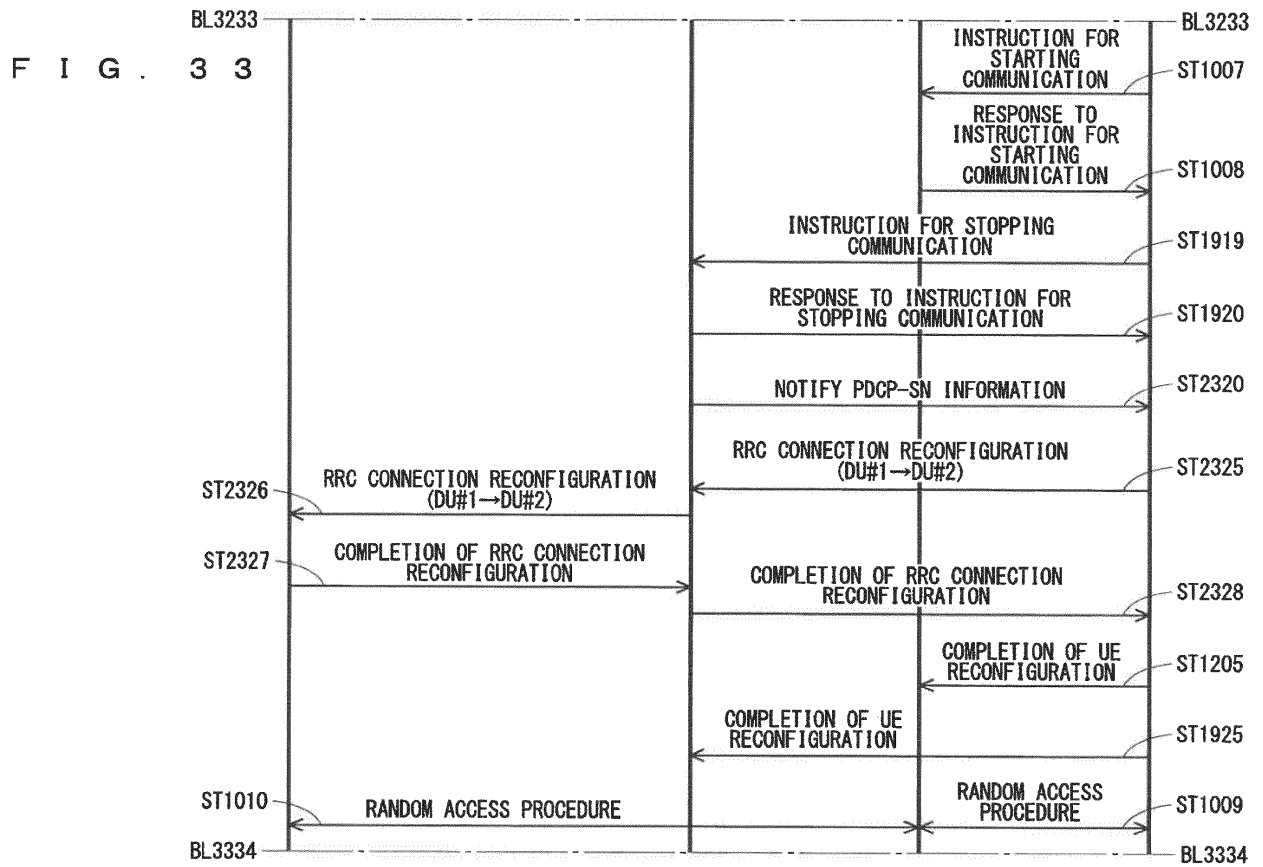 BL3233
BL3233
F I G . 3 3
INSTRUCTION FOR
STARTING
COMMUNICATION
ST1007
RESPONSE TO
INSTRUCTION FOR
STARTING
COMMUNICATION
ST1008
INSTRUCTION FOR STOPPING
COMMUNICATION
ST1919
RESPONSE TO INSTRUCTION FOR
STOPPING COMMUNICATION
ST1920
NOTIFY PDCP-SN INFORMATION
ST2320
RRC CONNECTION RECONFIGURATION
(DU#1→DU#2)
ST2325
ST2326
RRC CONNECTION RECONFIGURATION
(DU#1→DU#2)
ST2327
COMPLETION OF RRC CONNECTION
RECONFIGURATION
COMPLETION OF RRC CONNECTION
RECONFIGURATION
ST2328
COMPLETION OF UE
RECONFIGURATION
ST1205
COMPLETION OF UE
RECONFIGURATION
ST1925
ST1010
RANDOM ACCESS PROCEDURE
RANDOM ACCESS
PROCEDURE
ST1009
BL3334
BL3334